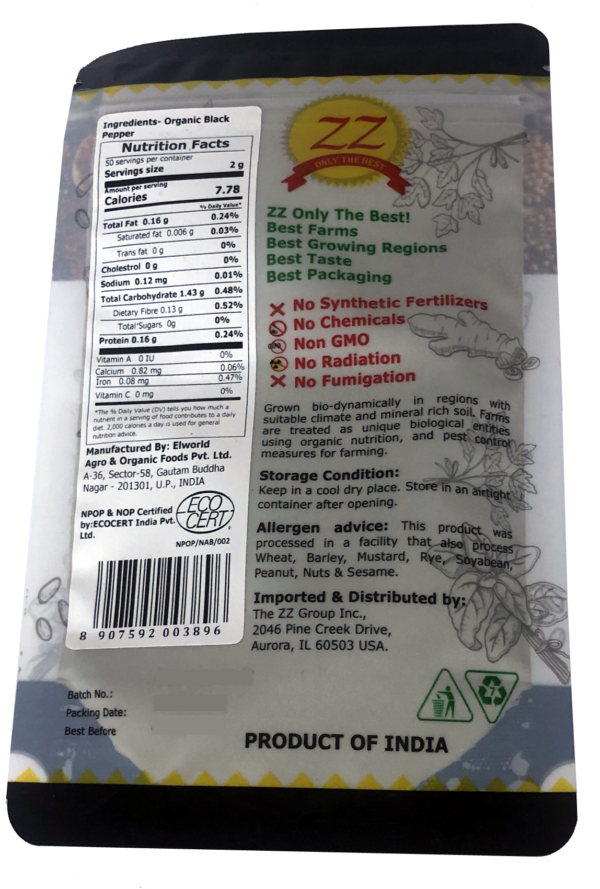 Ingredients- Organic Black
Pepper
Nutrition Facts
50 servings per container
Servings size 2 g
Amount per serving
Calories 7.78
% Daily Value*
Total Fat 0.16 g 0.24%
Saturated fat 0.006 g 0.03%
Trans fat 0 g 0%
Cholestrol 0 g 0%
Sodium 0.12 mg 0.01%
Total Carbohydrate 1.43 g 0.48%
Dietary Fibre 0.13 g 0.52%
Total Sugars 0g 0%
Protein 0.16 g 0.24%
Vitamin A 0 IU 0%
Calcium 0.82 mg 0.06%
Iron 0.08 mg 0.47%
Vitamin C 0 mg 0%
*The % Daily Value (DV) tells you how much a
nutrient in a serving of food contributes to a daily
diet. 2,000 calories a day is used for general
nutrition advice.
Manufactured By: Elworld
Agro & Organic Foods Pvt. Ltd.
A-36, Sector-58, Gautam Buddha
Nagar - 201301, U.P., INDIA
NPOP & NOP Certified
by:ECOCERT India Pvt.
Ltd.
ECO
CERT
NPOP/NAB/002
8 907592 003896
ZZ
ONLY THE BEST
ZZ Only The Best!
Best Farms
Best Growing Regions
Best Taste
Best Packaging
No Synthetic Fertilizers
No Chemicals
Non GMO
No Radiation
No Fumigation
Grown bio-dynamically in regions with
suitable climate and mineral rich soil. Farms
are treated as unique biological entities
using organic nutrition, and pest control
measures for farming.
Storage Condition:
Keep in a cool dry place. Store in an airtight
container after opening.
Allergen advice: This product was
processed in a facility that also process
Wheat, Barley, Mustard, Rye, Soyabean,
Peanut, Nuts & Sesame.
Imported & Distributed by:
The ZZ Group Inc.,
2046 Pine Creek Drive,
Aurora, IL 60503 USA.
Batch No.:
Packing Date:
Best Before
7
PRODUCT OF INDIA